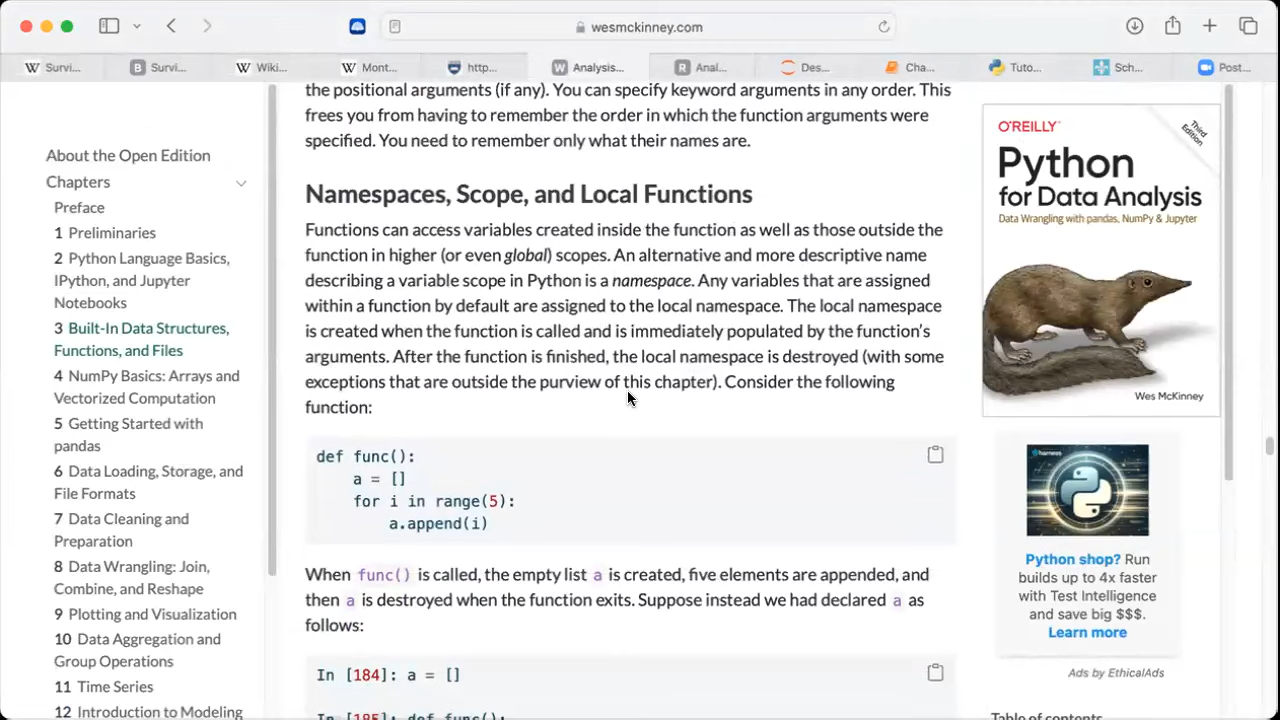 wesmckinney.com
Survi...
Survi...
Wiki...
Mont...
http...
Analysis...
Anal...
Des...
Cha...
Tuto...
Sch...
Post...
About the Open Edition
Chapters
Preface
1 Preliminaries
2 Python Language Basics,
IPython, and Jupyter
Notebooks
3 Built-In Data Structures,
Functions, and Files
4 NumPy Basics: Arrays and
Vectorized Computation
5 Getting Started with
pandas
6 Data Loading, Storage, and
File Formats
7 Data Cleaning and
Preparation
8 Data Wrangling: Join,
Combine, and Reshape
9 Plotting and Visualization
10 Data Aggregation and
Group Operations
11 Time Series
12 Introduction to Modeling
the positional arguments (if any). You can specify keyword arguments in any order. This
frees you from having to remember the order in which the function arguments were
specified. You need to remember only what their names are.
Namespaces, Scope, and Local Functions
Functions can access variables created inside the function as well as those outside the
function in higher (or even global) scopes. An alternative and more descriptive name
describing a variable scope in Python is a namespace. Any variables that are assigned
within a function by default are assigned to the local namespace. The local namespace
is created when the function is called and is immediately populated by the function’s
arguments. After the function is finished, the local namespace is destroyed (with some
exceptions that are outside the purview of this chapter). Consider the following
function:
def func():
    a = []
    for i in range(5):
        a.append(i)
When func() is called, the empty list a is created, five elements are appended, and
then a is destroyed when the function exits. Suppose instead we had declared a as
follows:
In [184]: a = []
In [185]: def func():
O'REILLY
Third
Edition
Python
for Data Analysis
Data Wrangling with pandas, NumPy & Jupyter
Wes McKinney
harness
Python shop? Run
builds up to 4x faster
with Test Intelligence
and save big $$$.
Learn more
Ads by EthicalAds
Table of contents